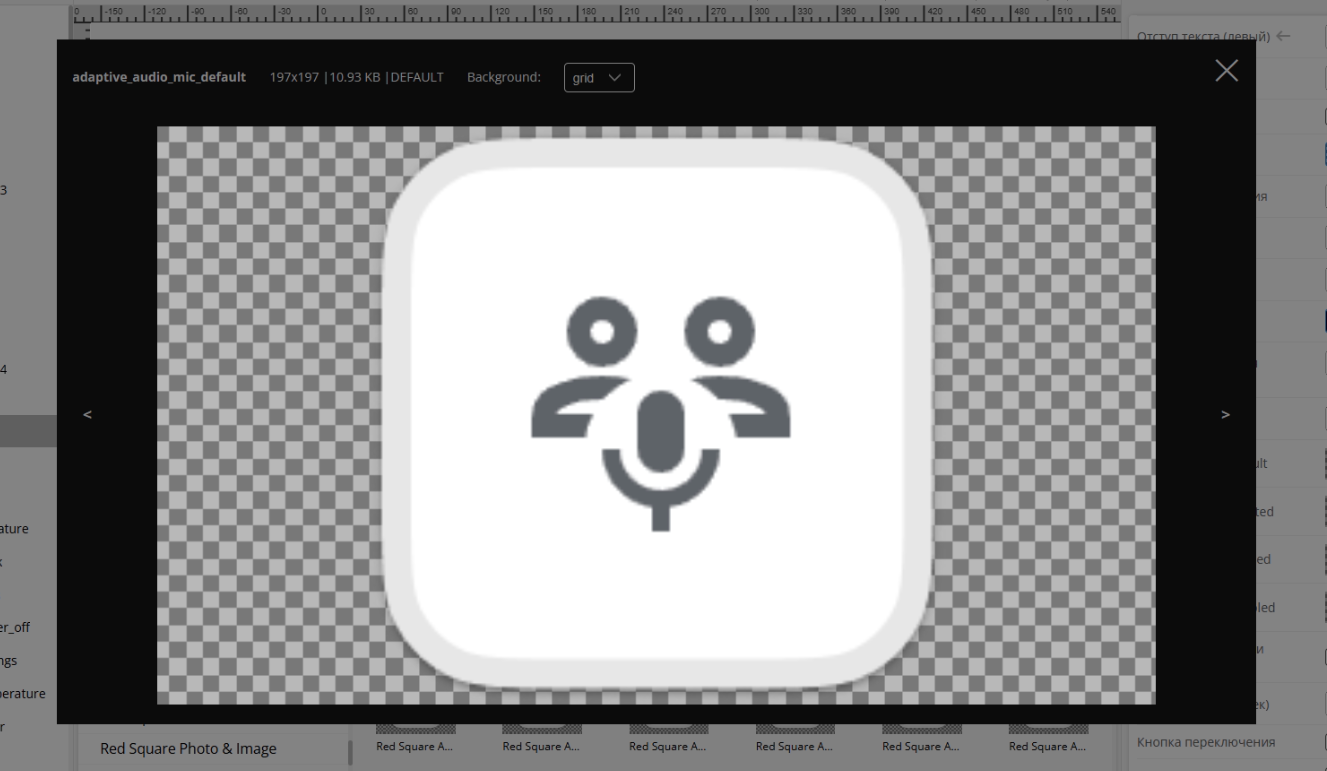 0 -150 -120 -90 -60 -30 0 30 60 90 120 150 180 210 240 270 300 330 360 390 420 450 480 510 540
Отступ текста (левый)
adaptive_audio_mic_default 197x197 |10.93 KB |DEFAULT Background: grid
3
ия
4
< >
ult
ted
ature
ed
oled
er_off
и
ngs
perature
ек)
r
Red Square Photo & Image
Red Square A... Red Square A... Red Square A... Red Square A... Red Square A... Red Square A...
Кнопка переключения